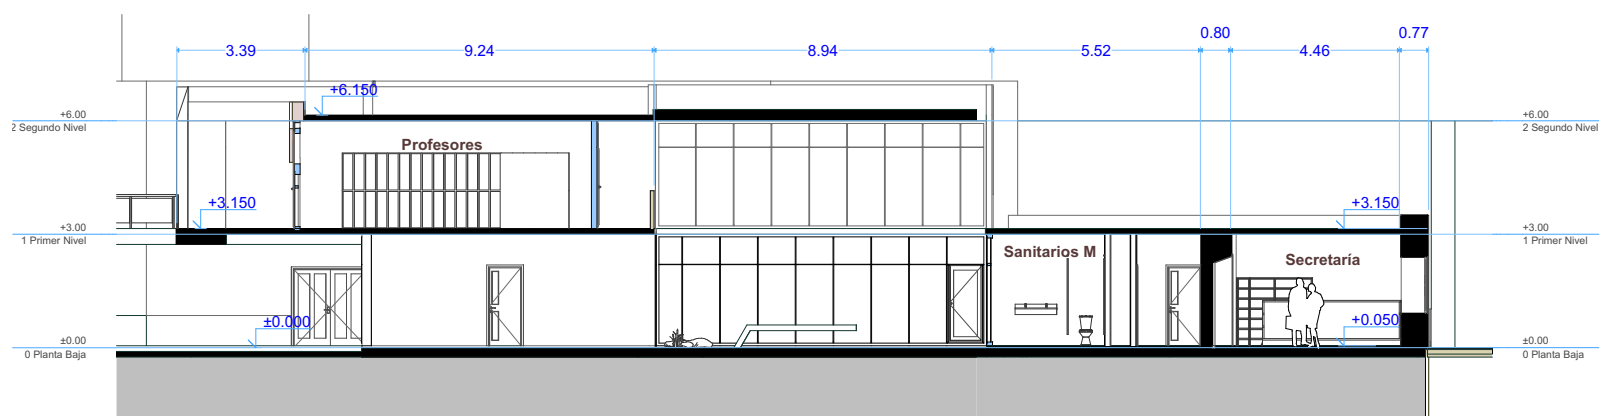 0.80
0.77
3.39
9.24
8.94
5.52
4.46
+6.150
+6.00
2 Segundo Nivel
+6.00
2 Segundo Nivel
Profesores
+3.150
+3.150
+3.00
1 Primer Nivel
+3.00
1 Primer Nivel
Sanitarios M
Secretaría
±0.000
+0.050
±0.00
0 Planta Baja
±0.00
0 Planta Baja